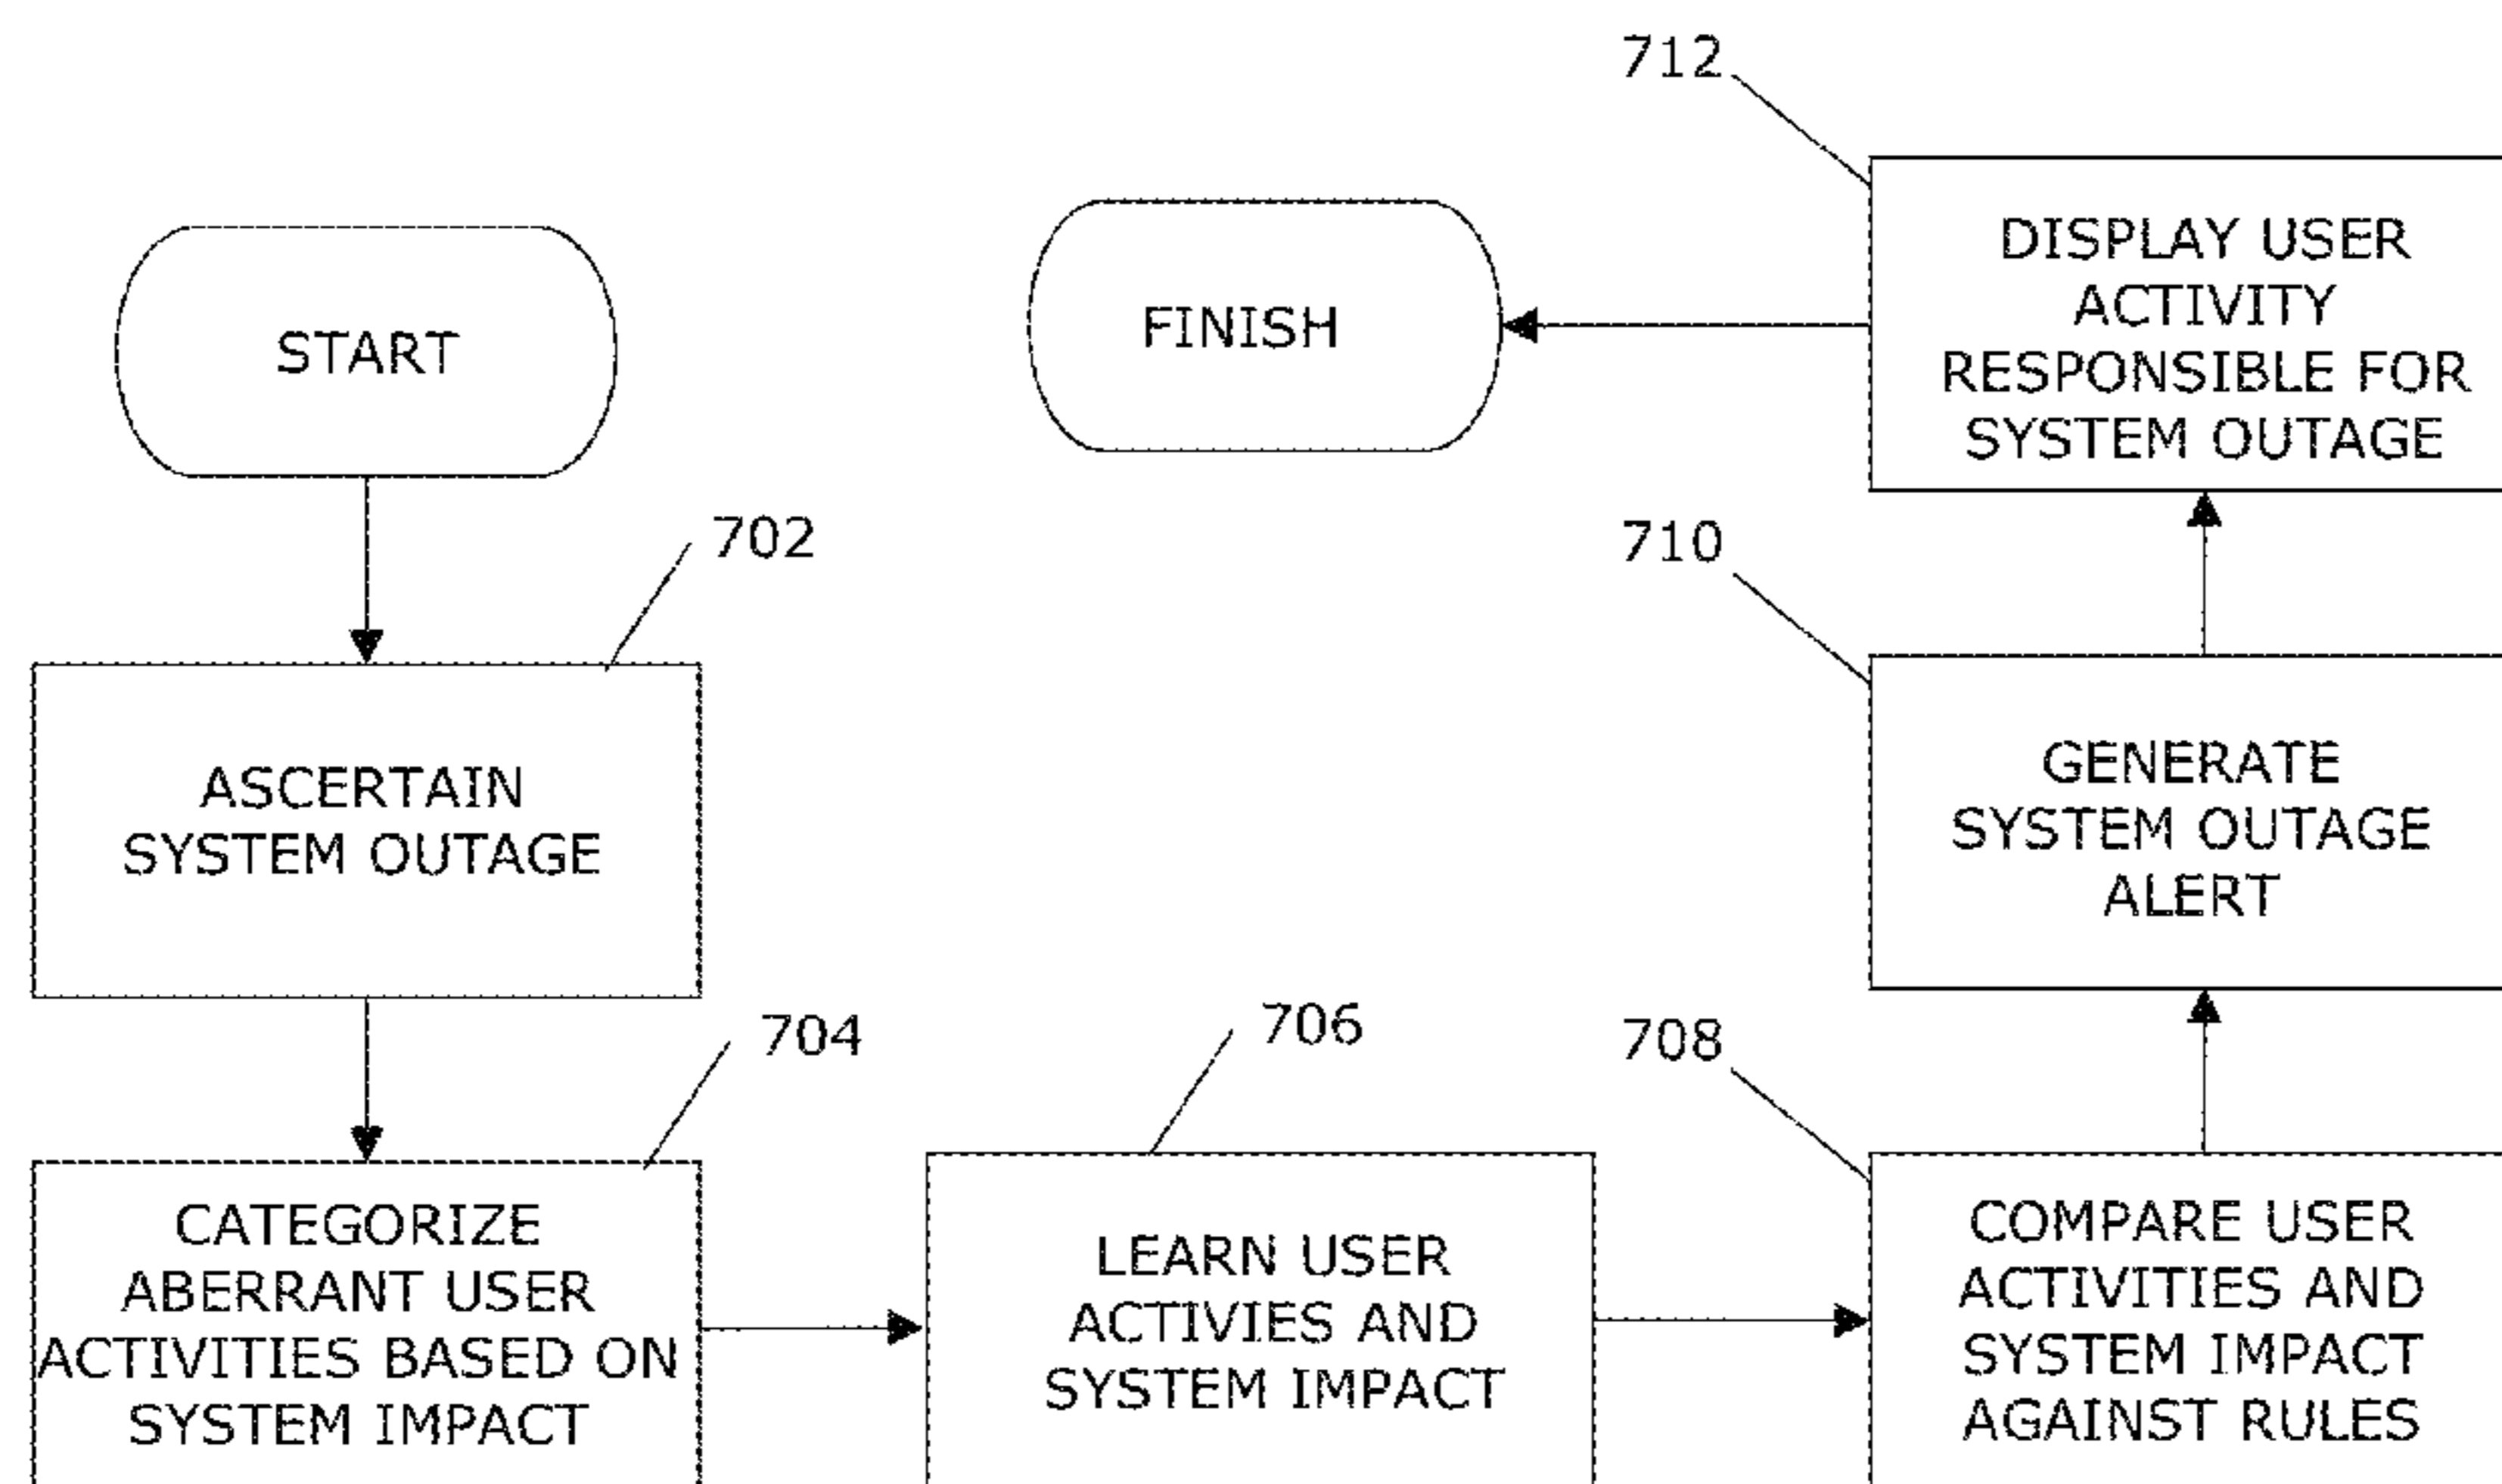 START
702
ASCERTAIN
SYSTEM OUTAGE
704
CATEGORIZE
ABERRANT USER
ACTIVITIES BASED ON
SYSTEM IMPACT
706
LEARN USER
ACTIVIES AND
SYSTEM IMPACT
708
COMPARE USER
ACTIVITIES AND
SYSTEM IMPACT
AGAINST RULES
710
GENERATE
SYSTEM OUTAGE
ALERT
712
DISPLAY USER
ACTIVITY
RESPONSIBLE FOR
SYSTEM OUTAGE
FINISH